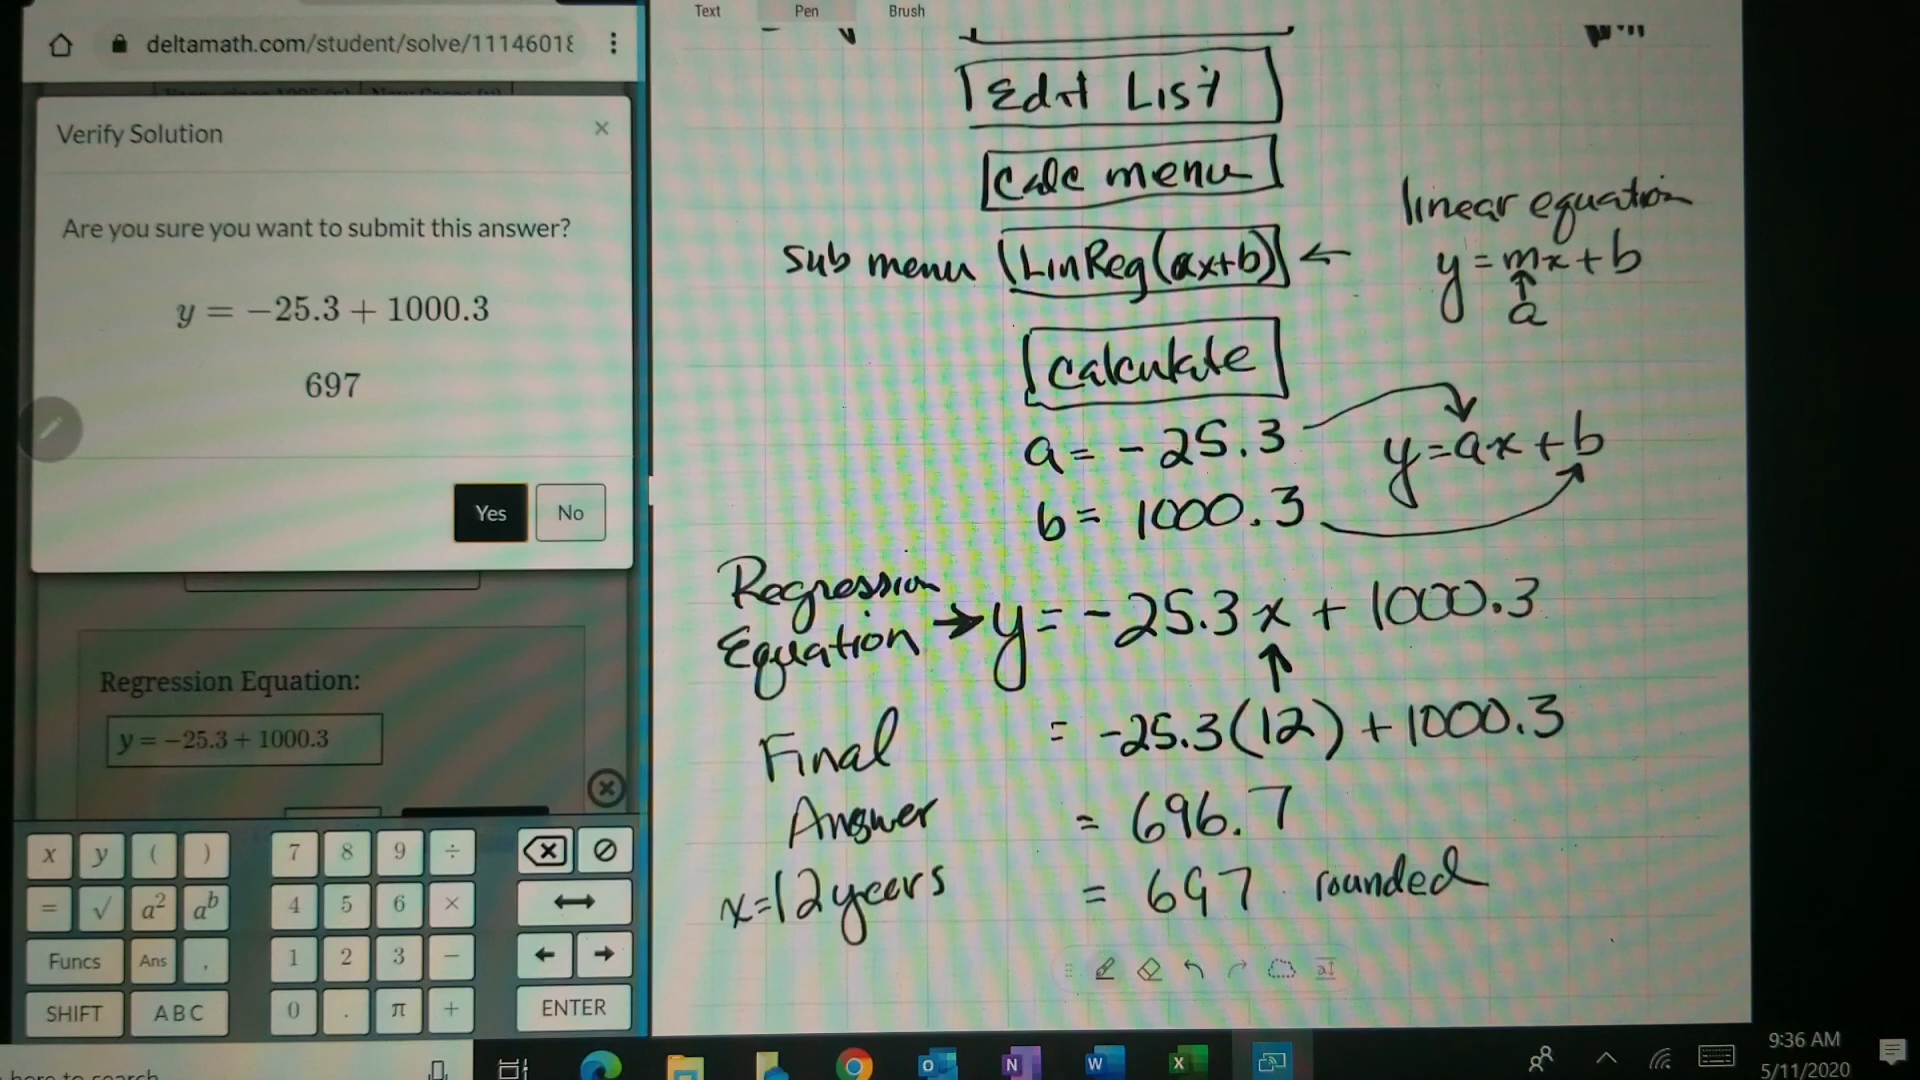 Text Pen Brush
deltamath.com/student/solve/11146018
Verify Solution
Are you sure you want to submit this answer?
y = −25.3 + 1000.3
697
Yes No
Regression Equation:
y = −25.3 + 1000.3
x y ( ) 7 8 9 ÷
= √ a² aᵇ 4 5 6 ×
Funcs Ans , 1 2 3 −
SHIFT ABC 0 . π + ENTER
Edit List
Calc menu
sub menu LinReg(ax+b) ←
linear equation
y = mx + b
↑
a
Calculate
a = -25.3
b = 1000.3
y = ax + b
Regression
Equation → y = -25.3x + 1000.3
↑
Final = -25.3(12) + 1000.3
Answer = 696.7
x=12 years = 697 rounded
here to search
9:36 AM
5/11/2020